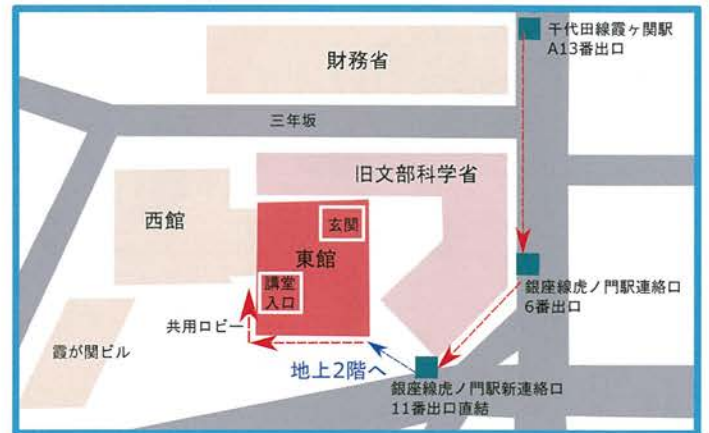 千代田線霞ヶ関駅
A13番出口
財務省
三年坂
旧文部科学省
西館
玄関
東館
講堂
入口
銀座線虎ノ門駅連絡口
6番出口
共用ロビー
霞が関ビル
地上2階へ
銀座線虎ノ門駅新連絡口
11番出口直結